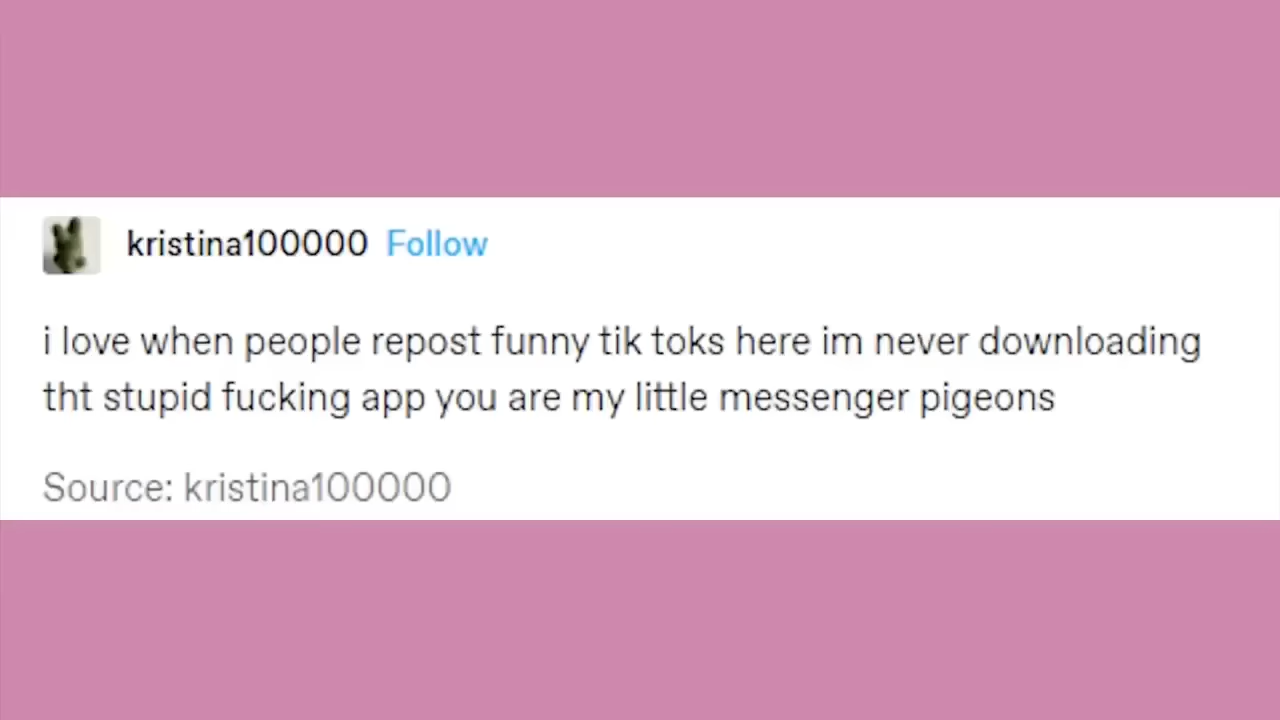 kristina100000 Follow
i love when people repost funny tik toks here im never downloading
tht stupid fucking app you are my little messenger pigeons
Source: kristina100000